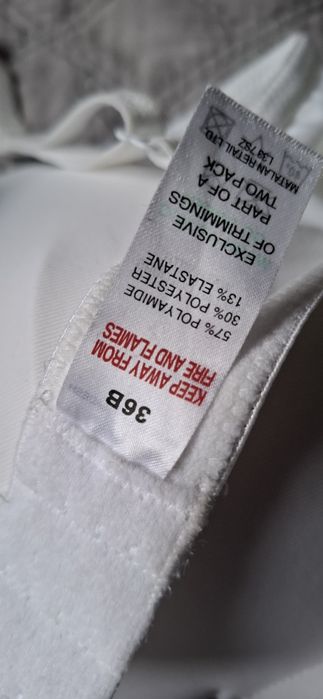 36B
KEEP AWAY FROM
FIRE AND FLAMES
57% POLYAMIDE
30% POLYESTER
13% ELASTANE
EXCLUSIVE
OF TRIMMINGS
PART OF A
TWO PACK
MATALAN RETAIL LTD.
L33 7SZ